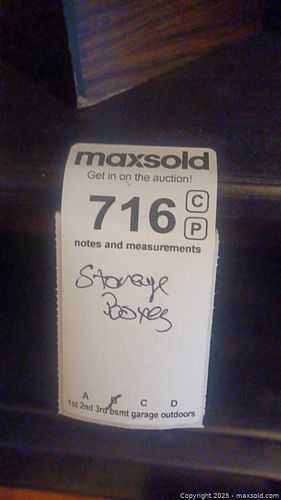 maxsold
Get in on the auction!
716 C
P
notes and measurements
Storage
Boxes
A B C D
1st 2nd 3rd bsmt garage outdoors
Copyright 2025 - maxsold.com